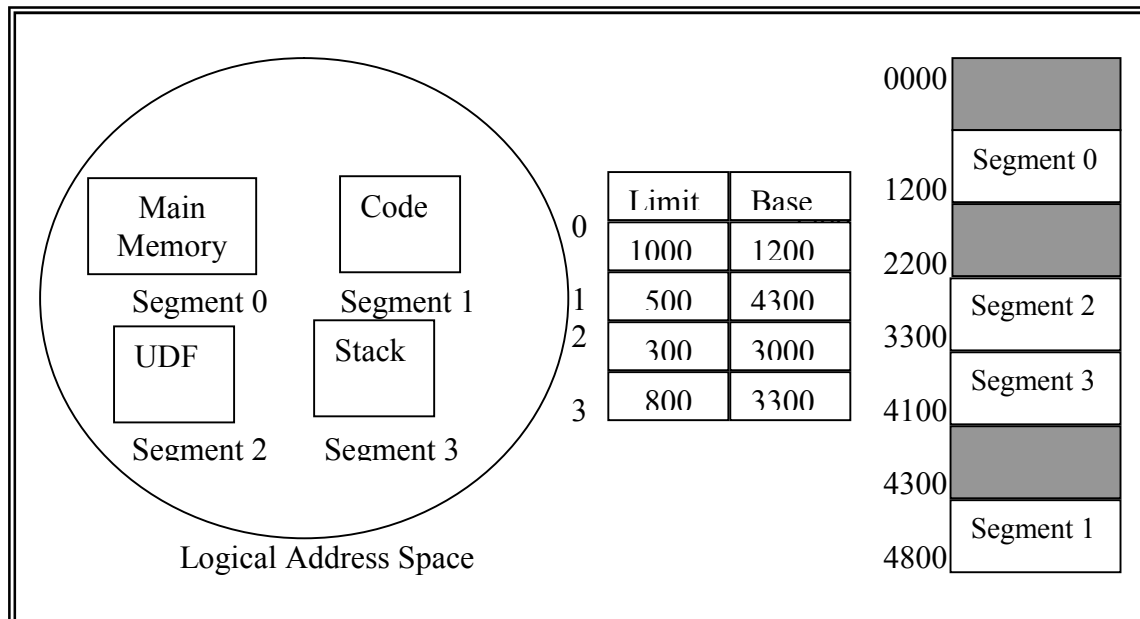 Main
Memory
Segment 0
Code
Segment 1
UDF
Segment 2
Stack
Segment 3
Logical Address Space
Limit Base
0 1000 1200
1 500 4300
2 300 3000
3 800 3300
0000
Segment 0
1200
2200
Segment 2
3300
Segment 3
4100
4300
Segment 1
4800